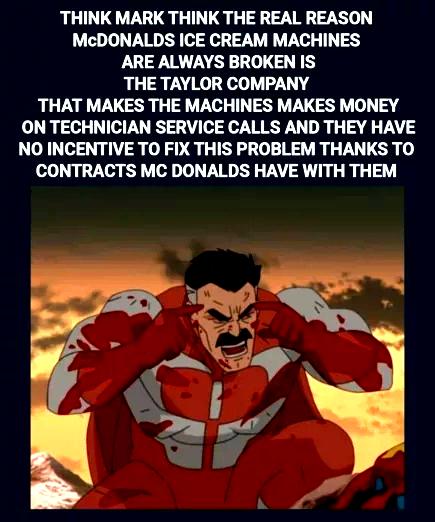 THINK MARK THINK THE REAL REASON
McDONALDS ICE CREAM MACHINES
ARE ALWAYS BROKEN IS
THE TAYLOR COMPANY
THAT MAKES THE MACHINES MAKES MONEY
ON TECHNICIAN SERVICE CALLS AND THEY HAVE
NO INCENTIVE TO FIX THIS PROBLEM THANKS TO
CONTRACTS MC DONALDS HAVE WITH THEM